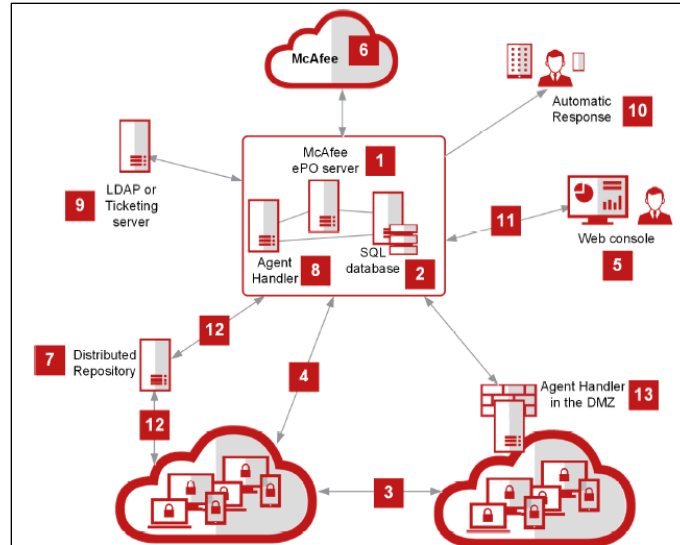 McAfee
6
Automatic
Response
10
McAfee
ePO server
1
LDAP or
Ticketing
server
9
11
Agent
Handler
8
SQL
database
2
Web console
5
12
7
Distributed
Repository
4
Agent Handler
in the DMZ
13
12
3